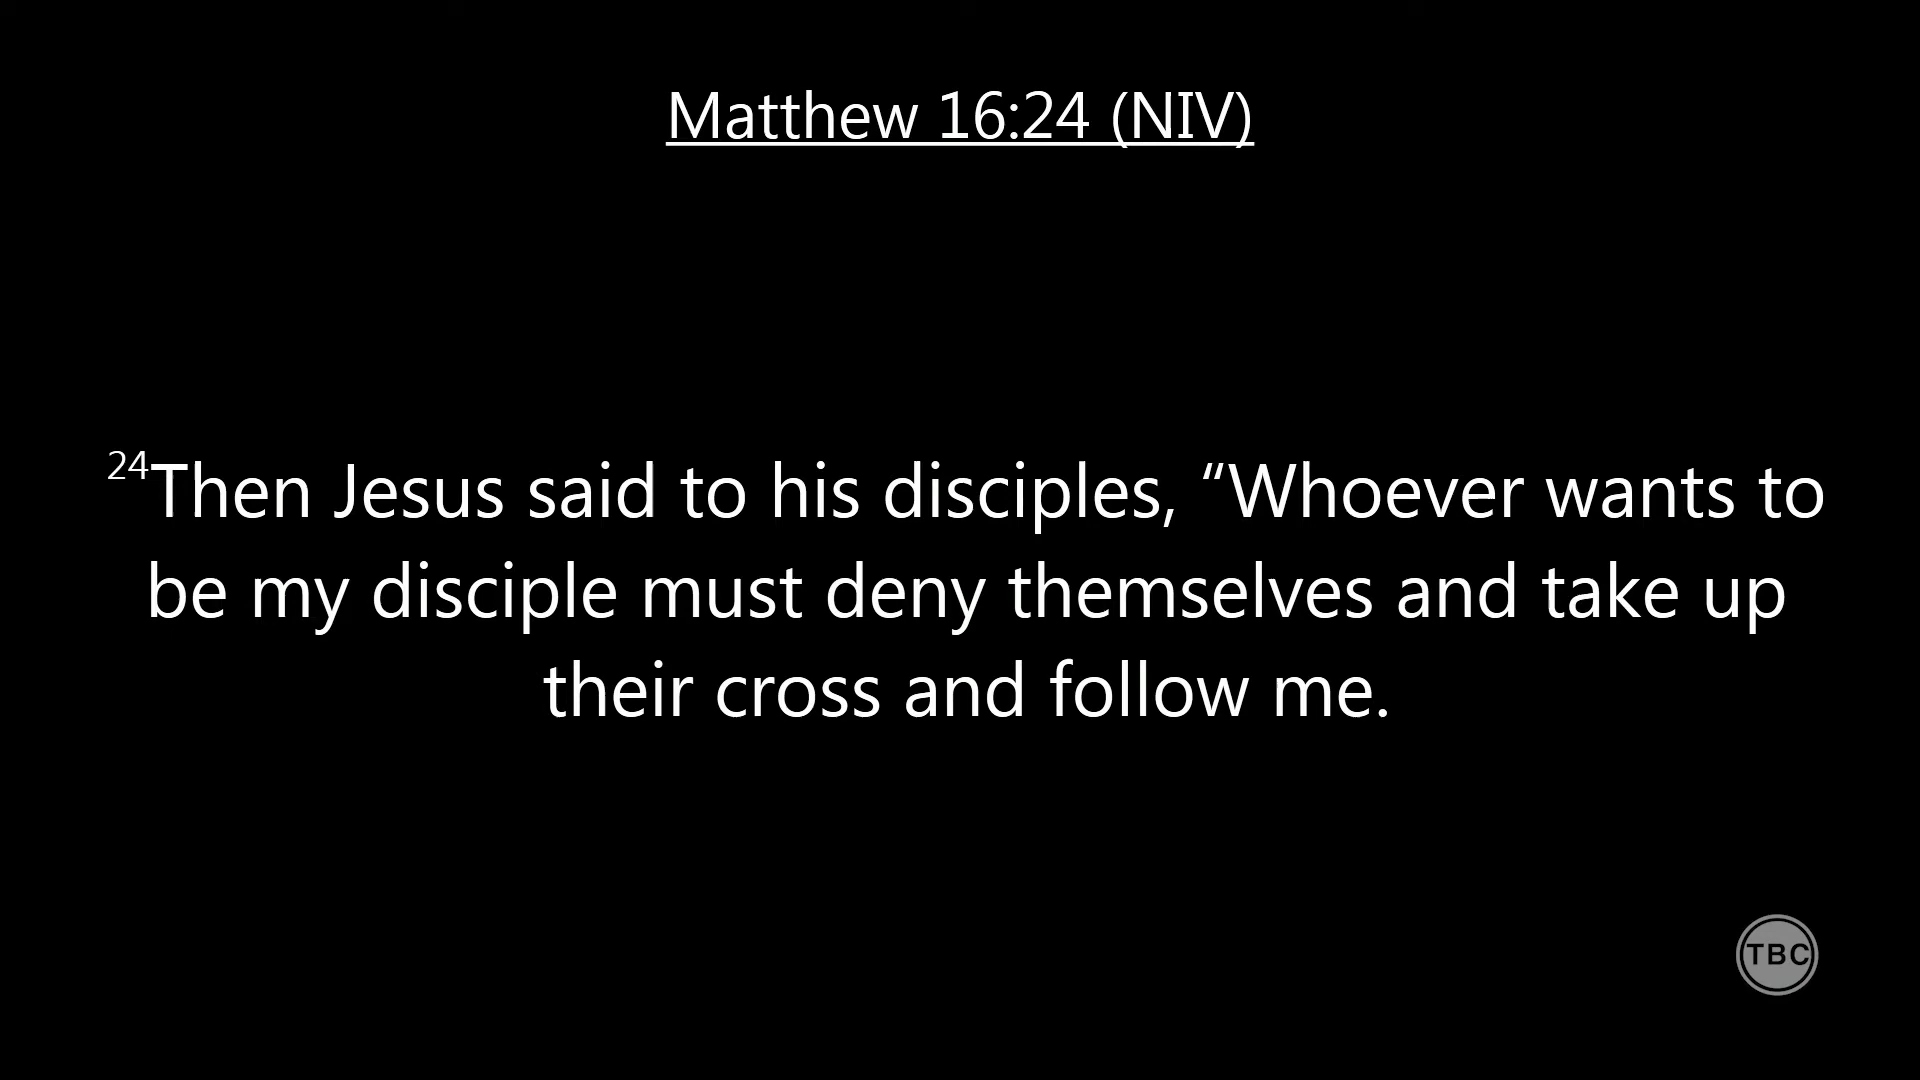 Matthew 16:24 (NIV)
24Then Jesus said to his disciples, “Whoever wants to
be my disciple must deny themselves and take up
their cross and follow me.
TBC